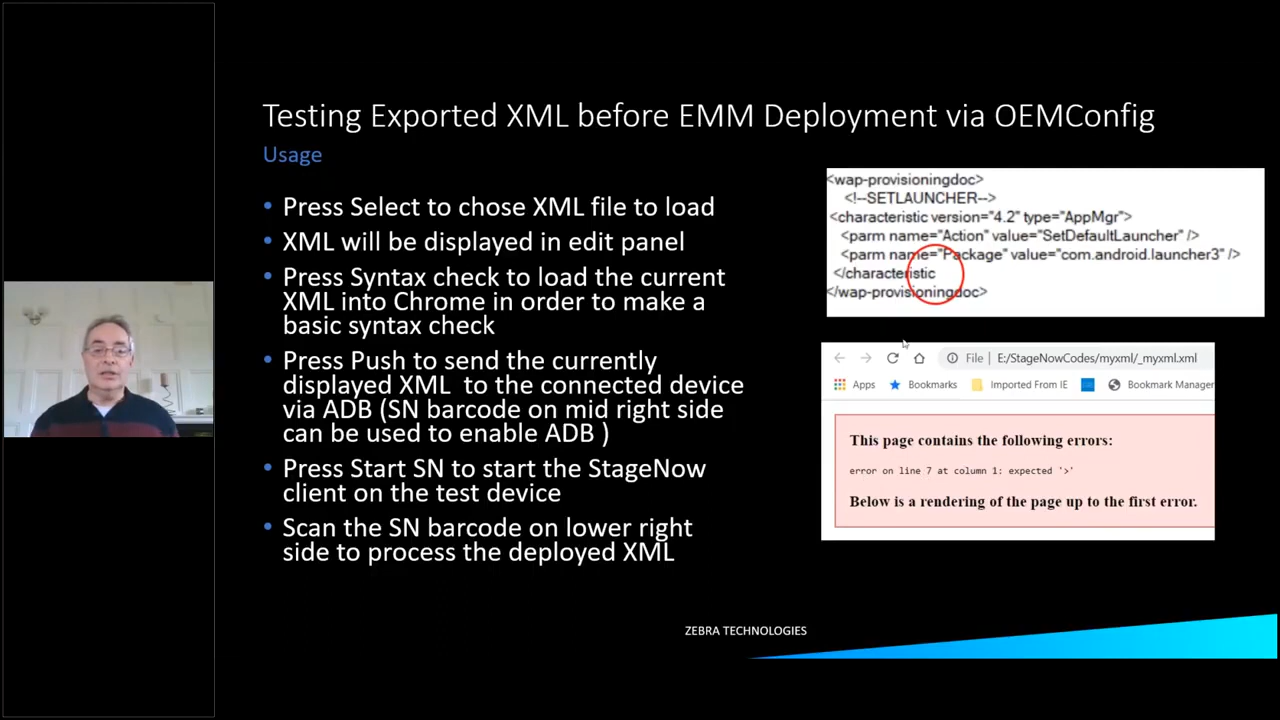 Testing Exported XML before EMM Deployment via OEMConfig
Usage
• Press Select to chose XML file to load
• XML will be displayed in edit panel
• Press Syntax check to load the current
XML into Chrome in order to make a
basic syntax check
• Press Push to send the currently
displayed XML to the connected device
via ADB (SN barcode on mid right side
can be used to enable ADB )
• Press Start SN to start the StageNow
client on the test device
• Scan the SN barcode on lower right
side to process the deployed XML
<wap-provisioningdoc>
<!--SETLAUNCHER-->
<characteristic version="4.2" type="AppMgr">
<parm name="Action" value="SetDefaultLauncher" />
<parm name="Package" value="com.android.launcher3" />
</characteristic
</wap-provisioningdoc>
File | E:/StageNowCodes/myxml/_myxml.xml
Apps Bookmarks Imported From IE Bookmark Manager
This page contains the following errors:
error on line 7 at column 1: expected '>'
Below is a rendering of the page up to the first error.
ZEBRA TECHNOLOGIES